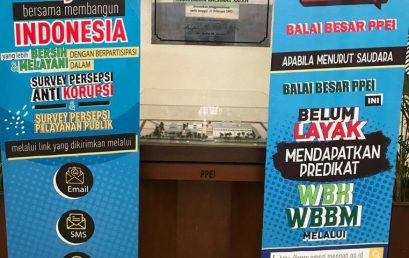 bersama membangun
INDONESIA
yang lebih BERSIH & MELAYANI DENGAN BERPARTISIPASI DALAM
SURVEY PERSEPSI
ANTI KORUPSI
&
SURVEY PERSEPSI
PELAYANAN PUBLIK
melalui link yang dikirimkan melalui
Email
SMS
PPEI
BALAI BESAR PPEI
APABILA MENURUT SAUDARA
BALAI BESAR PPEI
INI
BELUM
LAYAK
MENDAPATKAN
PREDIKAT
WBK
WBBM
MELALUI